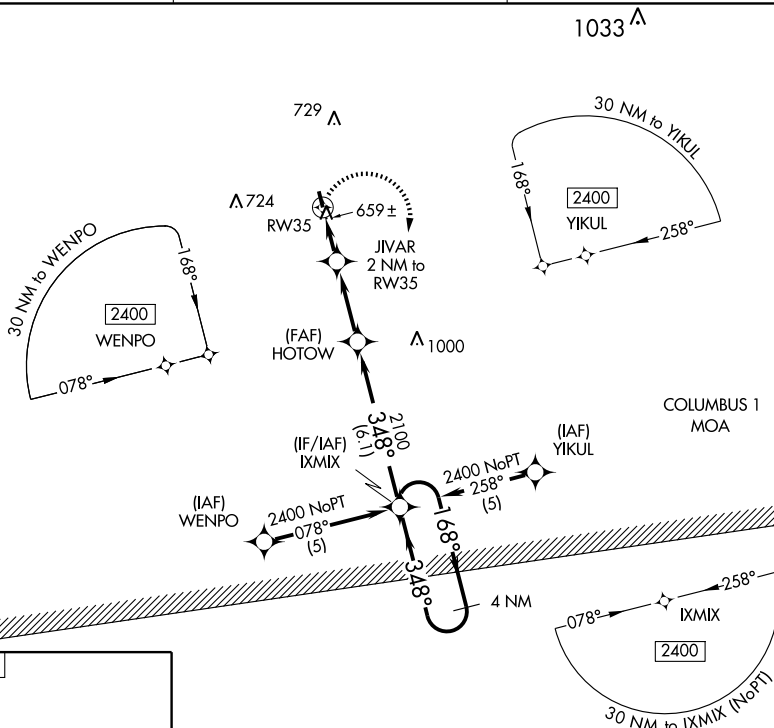 1033
729
30 NM to YIKUL
168°
2400
YIKUL
258°
724
659 ±
RW35
JIVAR
2 NM to
RW35
30 NM to WENPO
168°
2400
WENPO
078°
(FAF)
HOTOW
1000
COLUMBUS 1
MOA
2100
348°
(6.1)
(IF/IAF)
IXMIX
(IAF)
YIKUL
2400 NoPT
258°
(5)
(IAF)
WENPO
2400 NoPT
078°
(5)
168°
348°
4 NM
258°
078°
IXMIX
2400
30 NM to IXMIX (NoPT)